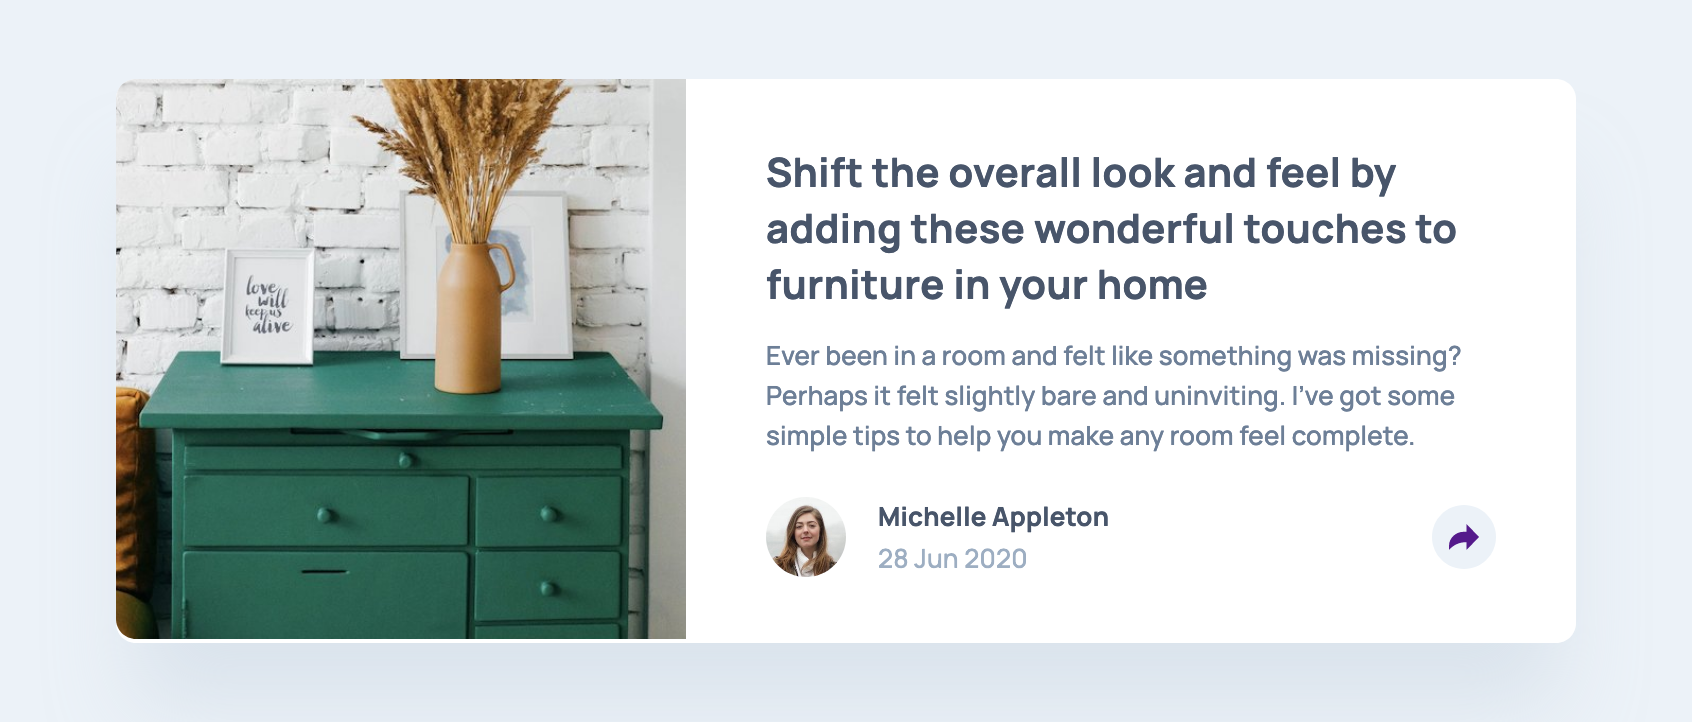 love
will
keep us
alive
Shift the overall look and feel by
adding these wonderful touches to
furniture in your home
Ever been in a room and felt like something was missing?
Perhaps it felt slightly bare and uninviting. I’ve got some
simple tips to help you make any room feel complete.
Michelle Appleton
28 Jun 2020